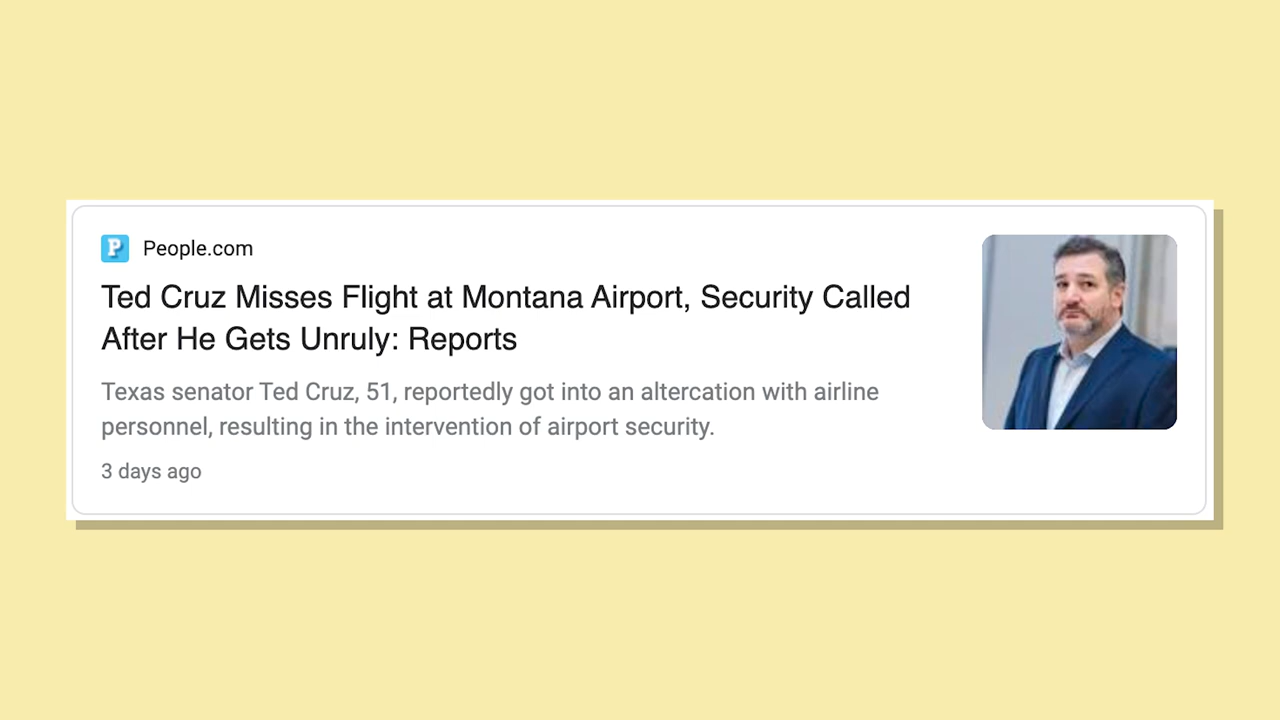 P People.com
Ted Cruz Misses Flight at Montana Airport, Security Called
After He Gets Unruly: Reports
Texas senator Ted Cruz, 51, reportedly got into an altercation with airline
personnel, resulting in the intervention of airport security.
3 days ago